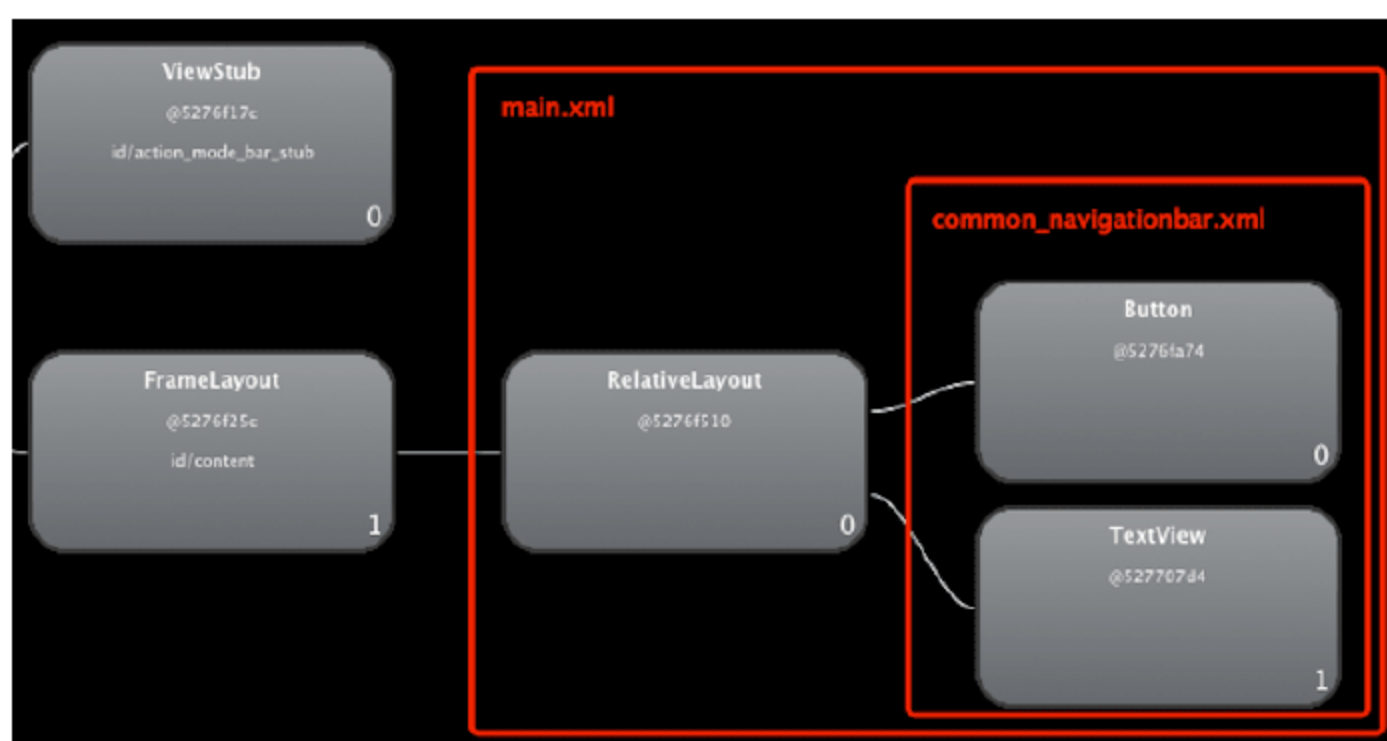 ViewStub
@5276f17c
id/action_mode_bar_stub
0
main.xml
common_navigationbar.xml
Button
@5276fa74
0
FrameLayout
@5276f25c
id/content
1
RelativeLayout
@5276f510
0
TextView
@527707d4
1